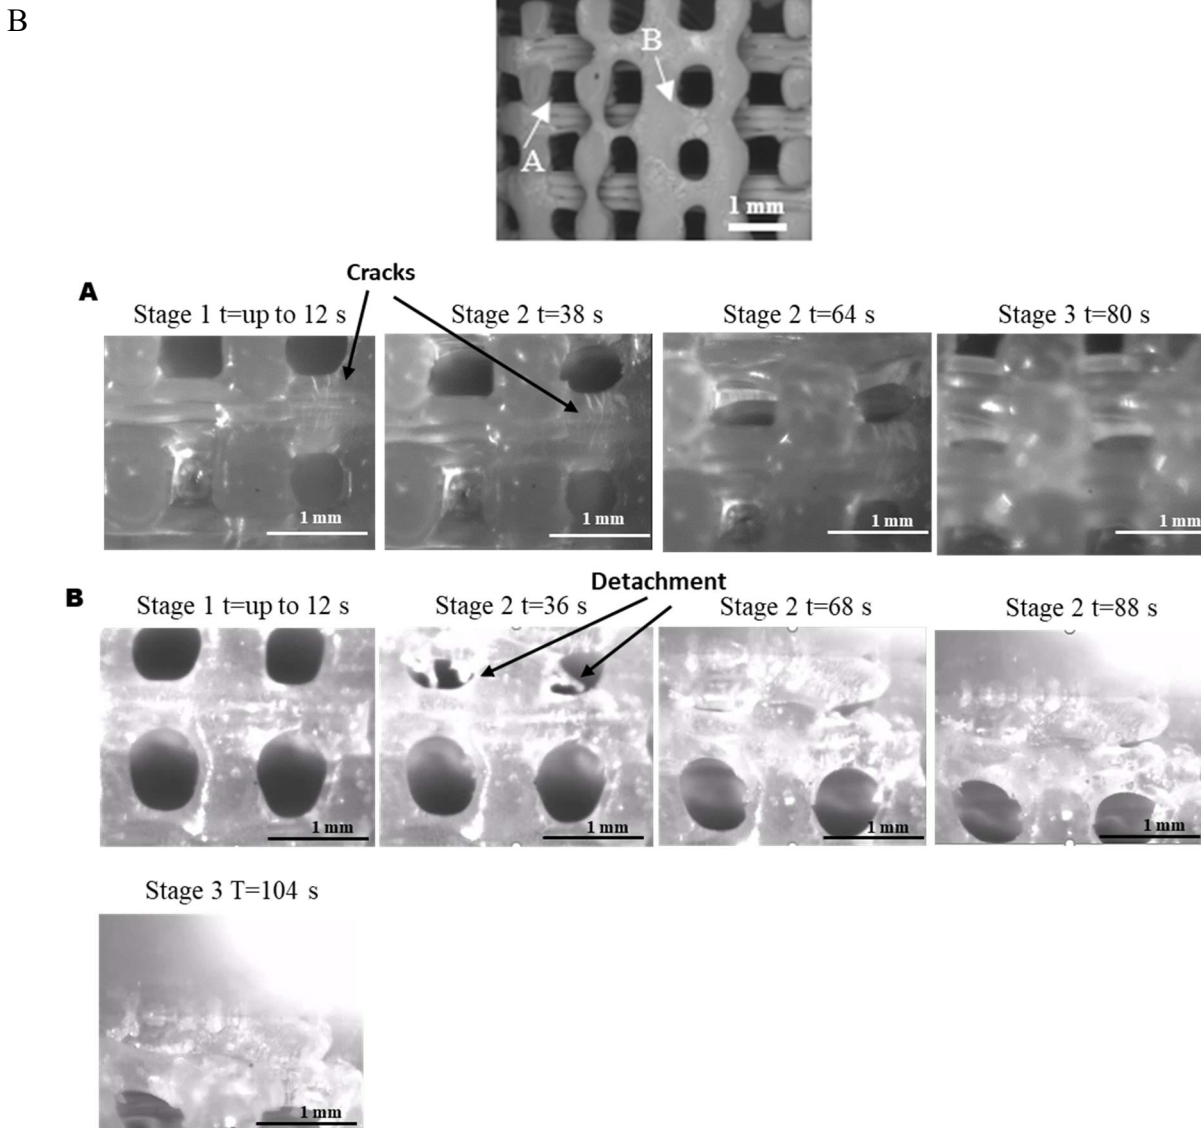 B
B
A
1 mm
Cracks
A
Stage 1 t=up to 12 s
Stage 2 t=38 s
Stage 2 t=64 s
Stage 3 t=80 s
1 mm
1 mm
1 mm
1 mm
Detachment
B
Stage 1 t=up to 12 s
Stage 2 t=36 s
Stage 2 t=68 s
Stage 2 t=88 s
1 mm
1 mm
1 mm
1 mm
Stage 3 T=104 s
1 mm